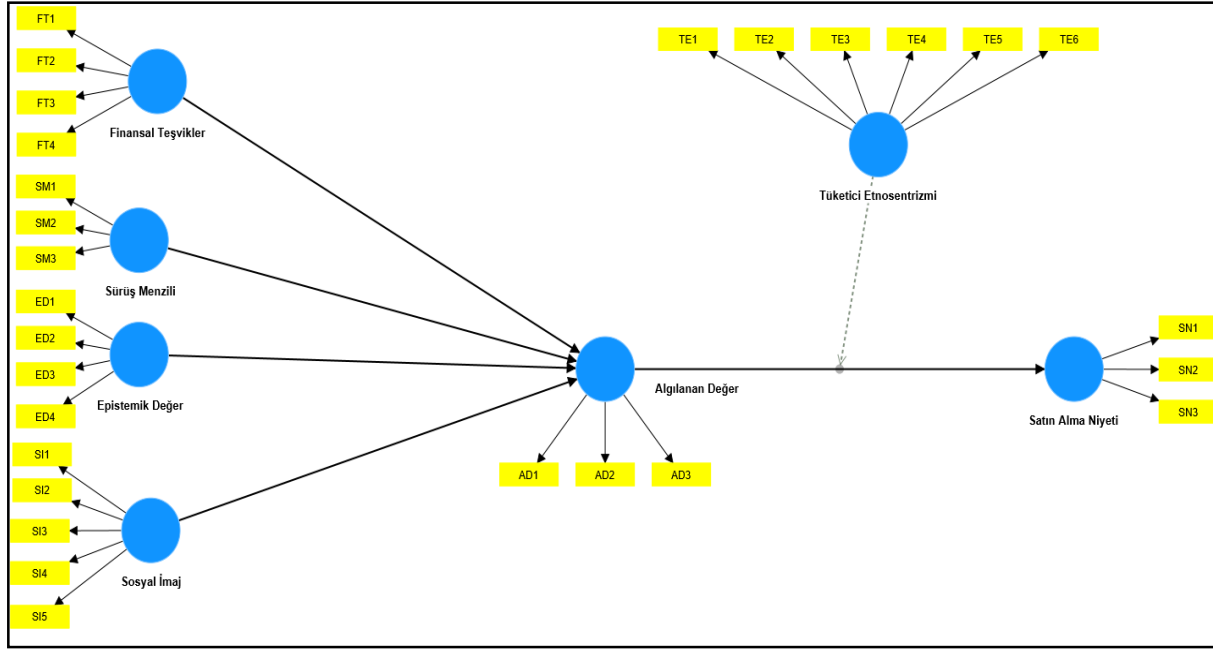 FT1
FT2
FT3
FT4
Finansal Teşvikler
SM1
SM2
SM3
Sürüş Menzili
ED1
ED2
ED3
ED4
Epistemik Değer
SI1
SI2
SI3
SI4
SI5
Sosyal İmaj
AD1
AD2
AD3
Algılanan Değer
TE1
TE2
TE3
TE4
TE5
TE6
Tüketici Etnosentrizmi
SN1
SN2
SN3
Satın Alma Niyeti